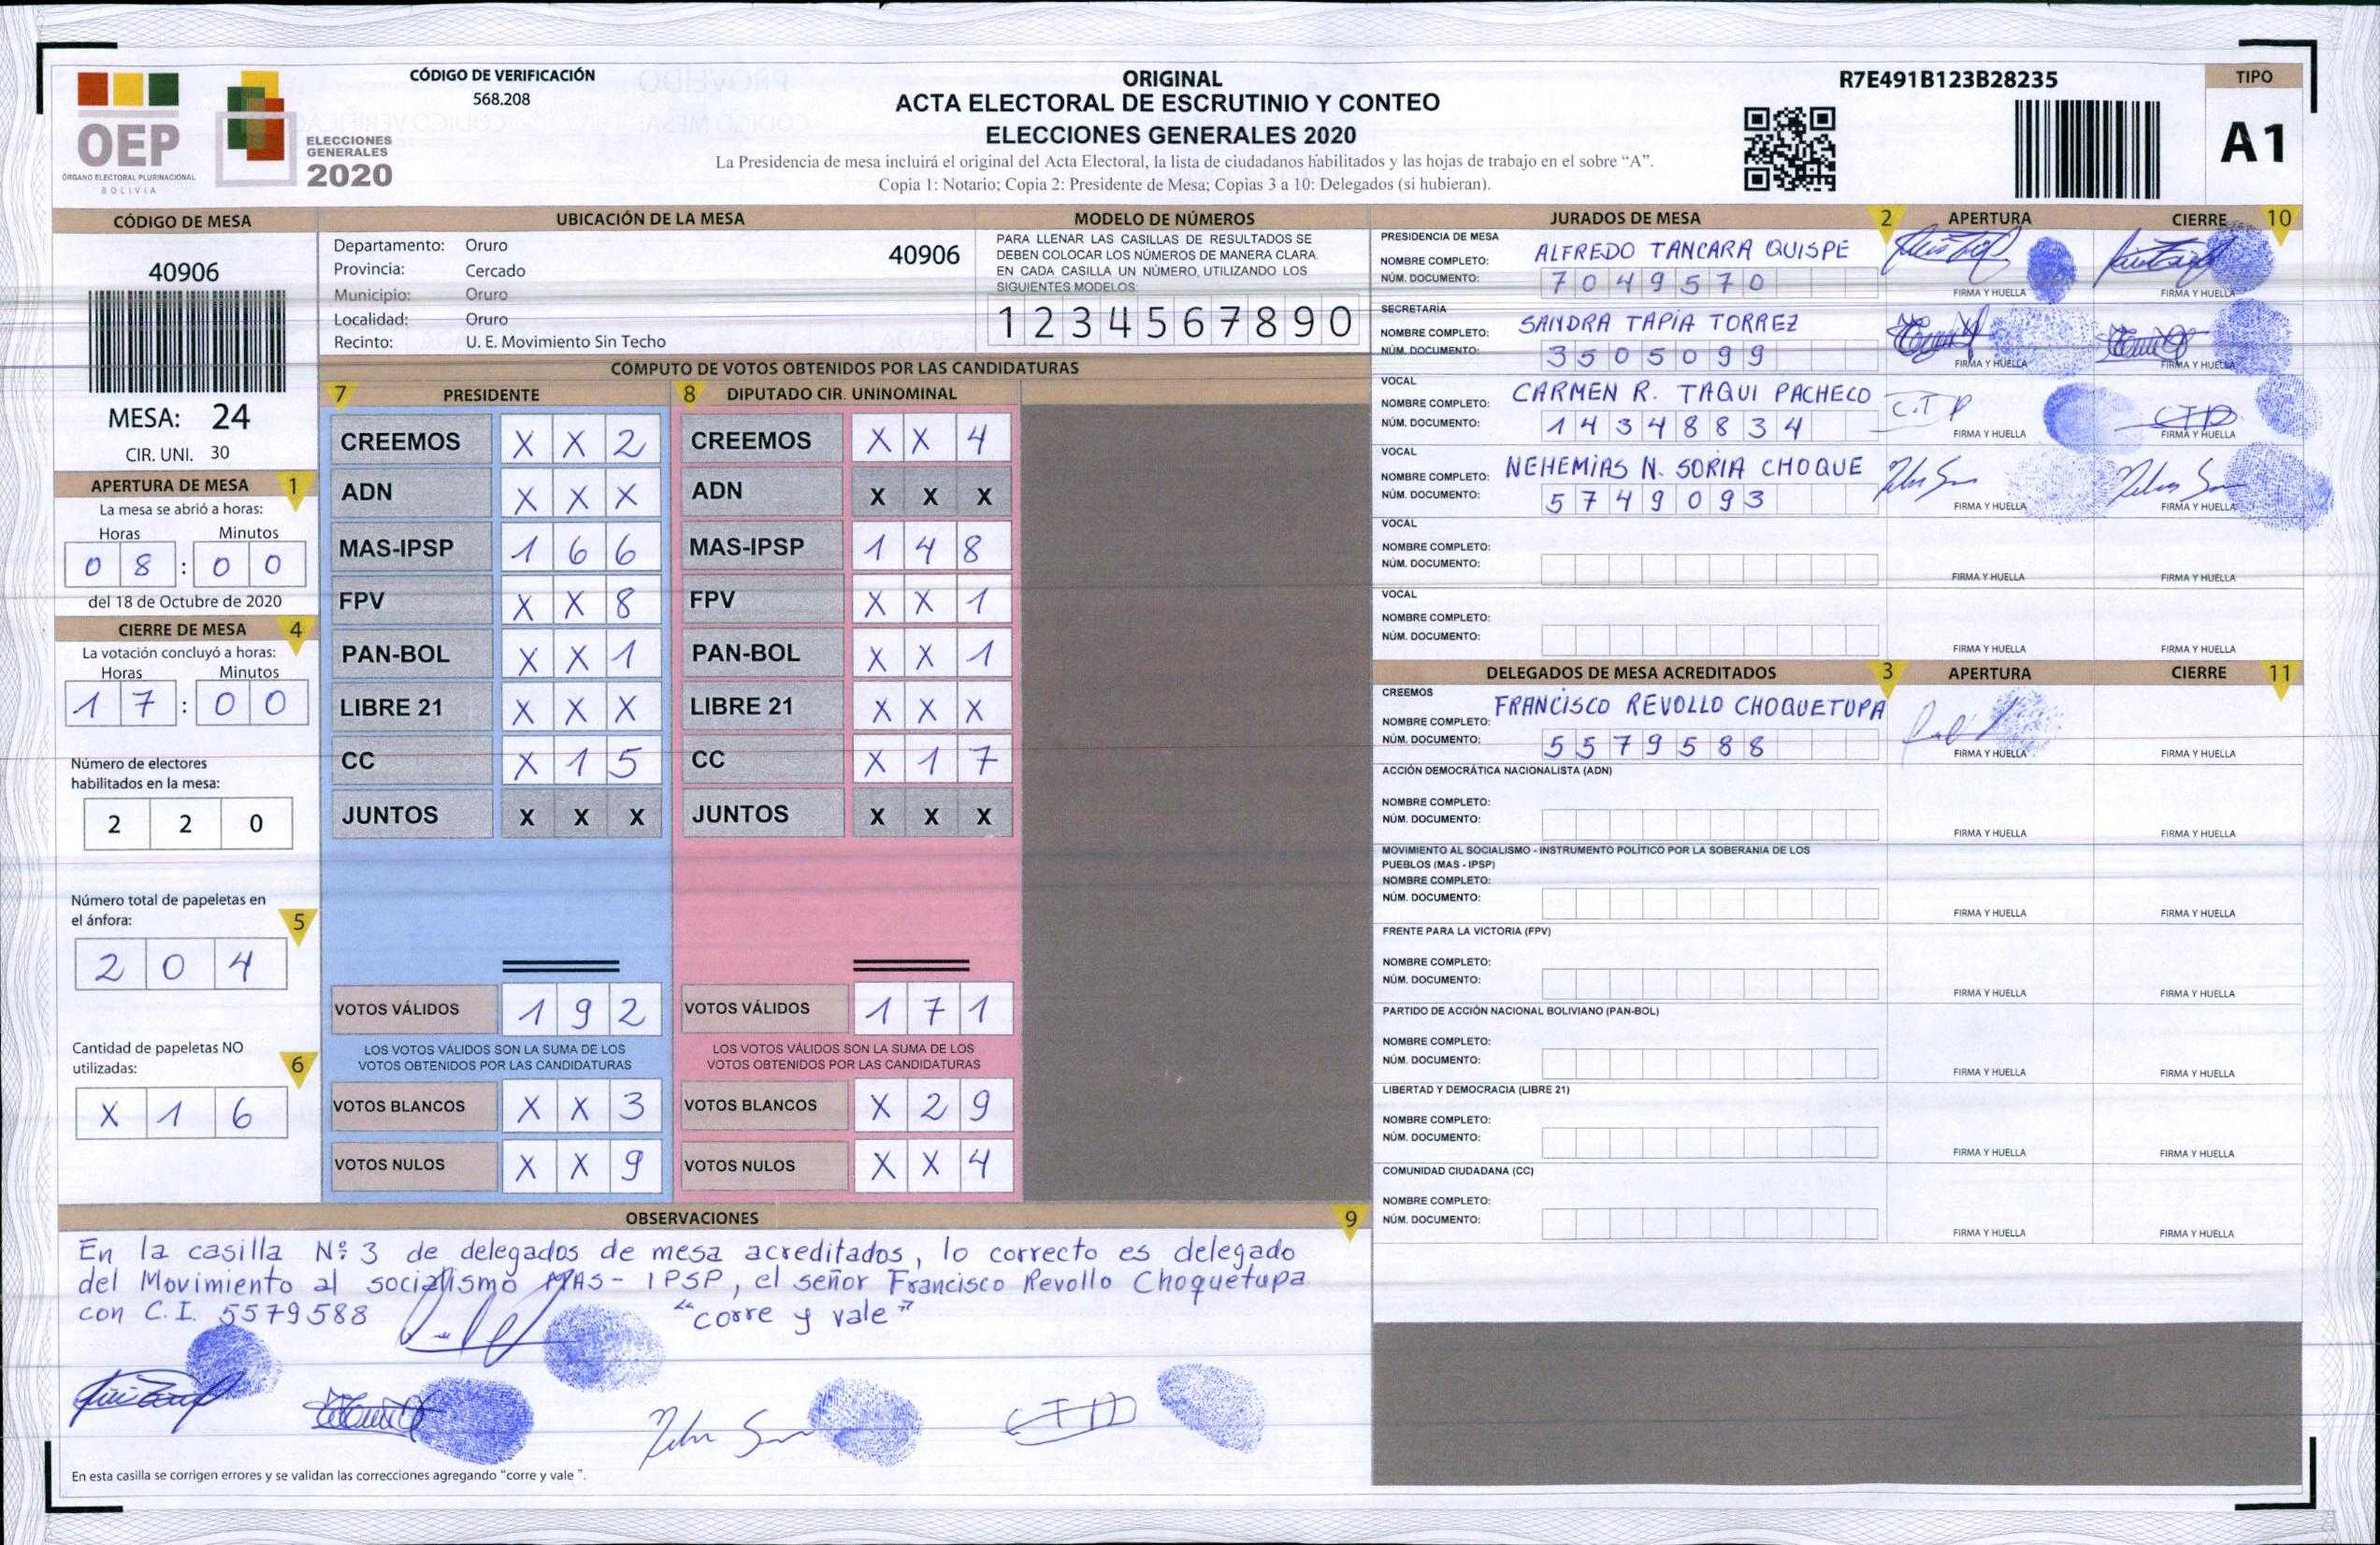 OEP
ÓRGANO ELECTORAL PLURINACIONAL
BOLIVIA
ELECCIONES
GENERALES
2020
CÓDIGO DE VERIFICACIÓN
568.208
ORIGINAL
ACTA ELECTORAL DE ESCRUTINIO Y CONTEO
ELECCIONES GENERALES 2020
La Presidencia de mesa incluirá el original del Acta Electoral, la lista de ciudadanos habilitados y las hojas de trabajo en el sobre “A”.
Copia 1: Notario; Copia 2: Presidente de Mesa; Copias 3 a 10: Delegados (si hubieran).
R7E491B123B28235
TIPO
A1
CÓDIGO DE MESA
40906
MESA: 24
CIR. UNI. 30
APERTURA DE MESA 1
La mesa se abrió a horas:
Horas Minutos
0 8 : 0 0
del 18 de Octubre de 2020
CIERRE DE MESA 4
La votación concluyó a horas:
Horas Minutos
1 7 : 0 0
Número de electores
habilitados en la mesa:
2 2 0
Número total de papeletas en
el ánfora: 5
2 0 4
Cantidad de papeletas NO
utilizadas: 6
X 1 6
UBICACIÓN DE LA MESA
Departamento: Oruro 40906
Provincia: Cercado
Municipio: Oruro
Localidad: Oruro
Recinto: U. E. Movimiento Sin Techo
MODELO DE NÚMEROS
PARA LLENAR LAS CASILLAS DE RESULTADOS SE
DEBEN COLOCAR LOS NÚMEROS DE MANERA CLARA.
EN CADA CASILLA UN NÚMERO, UTILIZANDO LOS
SIGUIENTES MODELOS:
1 2 3 4 5 6 7 8 9 0
CÓMPUTO DE VOTOS OBTENIDOS POR LAS CANDIDATURAS
7 PRESIDENTE
CREEMOS X X 2
ADN X X X
MAS-IPSP 1 6 6
FPV X X 8
PAN-BOL X X 1
LIBRE 21 X X X
CC X 1 5
JUNTOS X X X
VOTOS VÁLIDOS 1 9 2
LOS VOTOS VÁLIDOS SON LA SUMA DE LOS
VOTOS OBTENIDOS POR LAS CANDIDATURAS
VOTOS BLANCOS X X 3
VOTOS NULOS X X 9
8 DIPUTADO CIR. UNINOMINAL
CREEMOS X X 4
ADN X X X
MAS-IPSP 1 4 8
FPV X X 1
PAN-BOL X X 1
LIBRE 21 X X X
CC X 1 7
JUNTOS X X X
VOTOS VÁLIDOS 1 7 1
LOS VOTOS VÁLIDOS SON LA SUMA DE LOS
VOTOS OBTENIDOS POR LAS CANDIDATURAS
VOTOS BLANCOS X 2 9
VOTOS NULOS X X 4
JURADOS DE MESA 2 APERTURA CIERRE 10
PRESIDENCIA DE MESA
NOMBRE COMPLETO: ALFREDO TANCARA QUISPE
NÚM. DOCUMENTO: 7 0 4 9 5 7 0
FIRMA Y HUELLA FIRMA Y HUELLA
SECRETARIA
NOMBRE COMPLETO: SANDRA TAPIA TORREZ
NÚM. DOCUMENTO: 3 5 0 5 0 9 9
FIRMA Y HUELLA FIRMA Y HUELLA
VOCAL
NOMBRE COMPLETO: CARMEN R. TAQUI PACHECO
NÚM. DOCUMENTO: 1 4 3 4 8 8 3 4
C.T P
FIRMA Y HUELLA FIRMA Y HUELLA
VOCAL
NOMBRE COMPLETO: NEHEMIAS N. SORIA CHOQUE
NÚM. DOCUMENTO: 5 7 4 9 0 9 3
FIRMA Y HUELLA FIRMA Y HUELLA
VOCAL
NOMBRE COMPLETO:
NÚM. DOCUMENTO:
FIRMA Y HUELLA FIRMA Y HUELLA
VOCAL
NOMBRE COMPLETO:
NÚM. DOCUMENTO:
FIRMA Y HUELLA FIRMA Y HUELLA
DELEGADOS DE MESA ACREDITADOS 3 APERTURA CIERRE 11
CREEMOS
NOMBRE COMPLETO: FRANCISCO REVOLLO CHOQUETUPA
NÚM. DOCUMENTO: 5 5 7 9 5 8 8
FIRMA Y HUELLA FIRMA Y HUELLA
ACCIÓN DEMOCRÁTICA NACIONALISTA (ADN)
NOMBRE COMPLETO:
NÚM. DOCUMENTO:
FIRMA Y HUELLA FIRMA Y HUELLA
MOVIMIENTO AL SOCIALISMO - INSTRUMENTO POLÍTICO POR LA SOBERANIA DE LOS
PUEBLOS (MAS - IPSP)
NOMBRE COMPLETO:
NÚM. DOCUMENTO:
FIRMA Y HUELLA FIRMA Y HUELLA
FRENTE PARA LA VICTORIA (FPV)
NOMBRE COMPLETO:
NÚM. DOCUMENTO:
FIRMA Y HUELLA FIRMA Y HUELLA
PARTIDO DE ACCIÓN NACIONAL BOLIVIANO (PAN-BOL)
NOMBRE COMPLETO:
NÚM. DOCUMENTO:
FIRMA Y HUELLA FIRMA Y HUELLA
LIBERTAD Y DEMOCRACIA (LIBRE 21)
NOMBRE COMPLETO:
NÚM. DOCUMENTO:
FIRMA Y HUELLA FIRMA Y HUELLA
COMUNIDAD CIUDADANA (CC)
NOMBRE COMPLETO:
NÚM. DOCUMENTO:
FIRMA Y HUELLA FIRMA Y HUELLA
OBSERVACIONES 9
En la casilla Nº 3 de delegados de mesa acreditados, lo correcto es delegado
del Movimiento al socialismo MAS - IPSP, el señor Francisco Revollo Choquetupa
con C.I. 5579588 “corre y vale”
En esta casilla se corrigen errores y se validan las correcciones agregando “corre y vale ”.